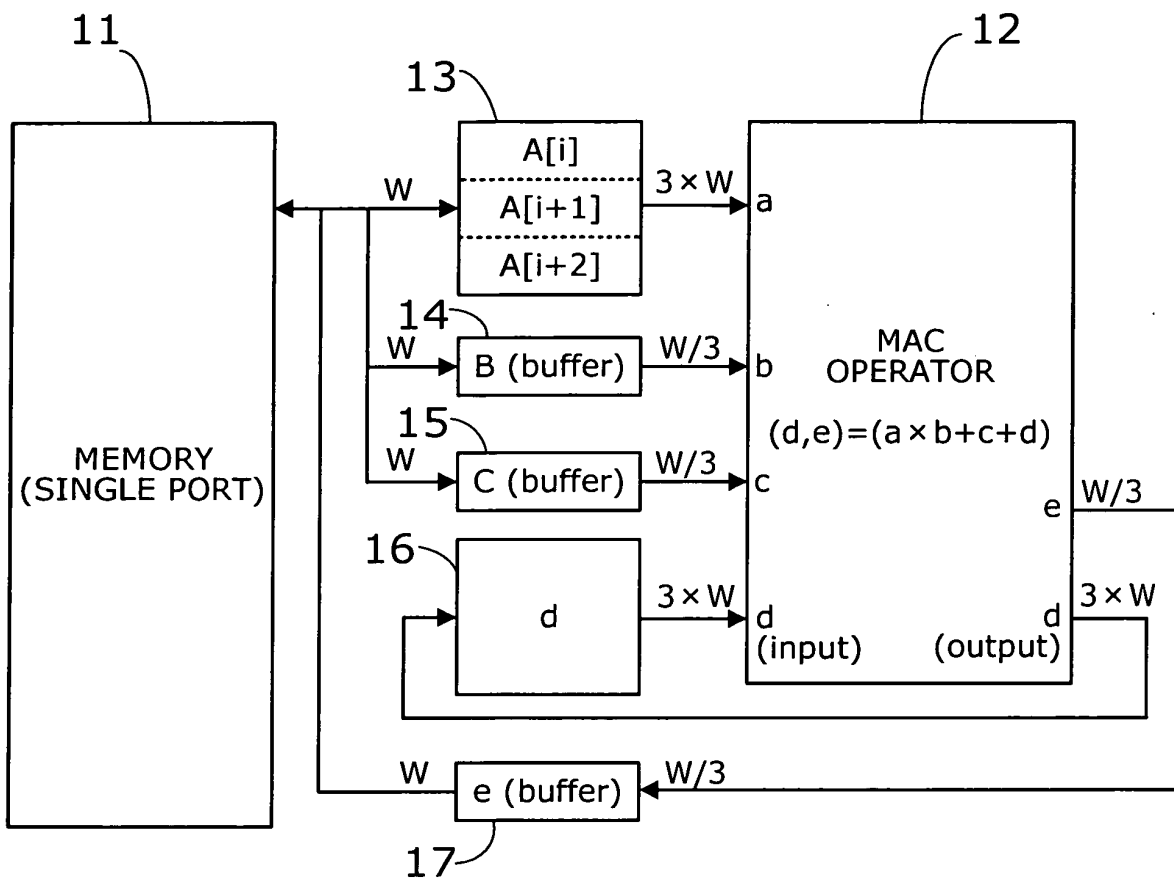 11
12
13
A[i]
W
3×W
A[i+1]
a
A[i+2]
14
W
B (buffer)
W/3
b
MAC
OPERATOR
15
(d,e)=(a×b+c+d)
MEMORY
(SINGLE PORT)
W
C (buffer)
W/3
c
e
W/3
16
d
3×W
d
(input)
d
(output)
3×W
W
e (buffer)
W/3
17